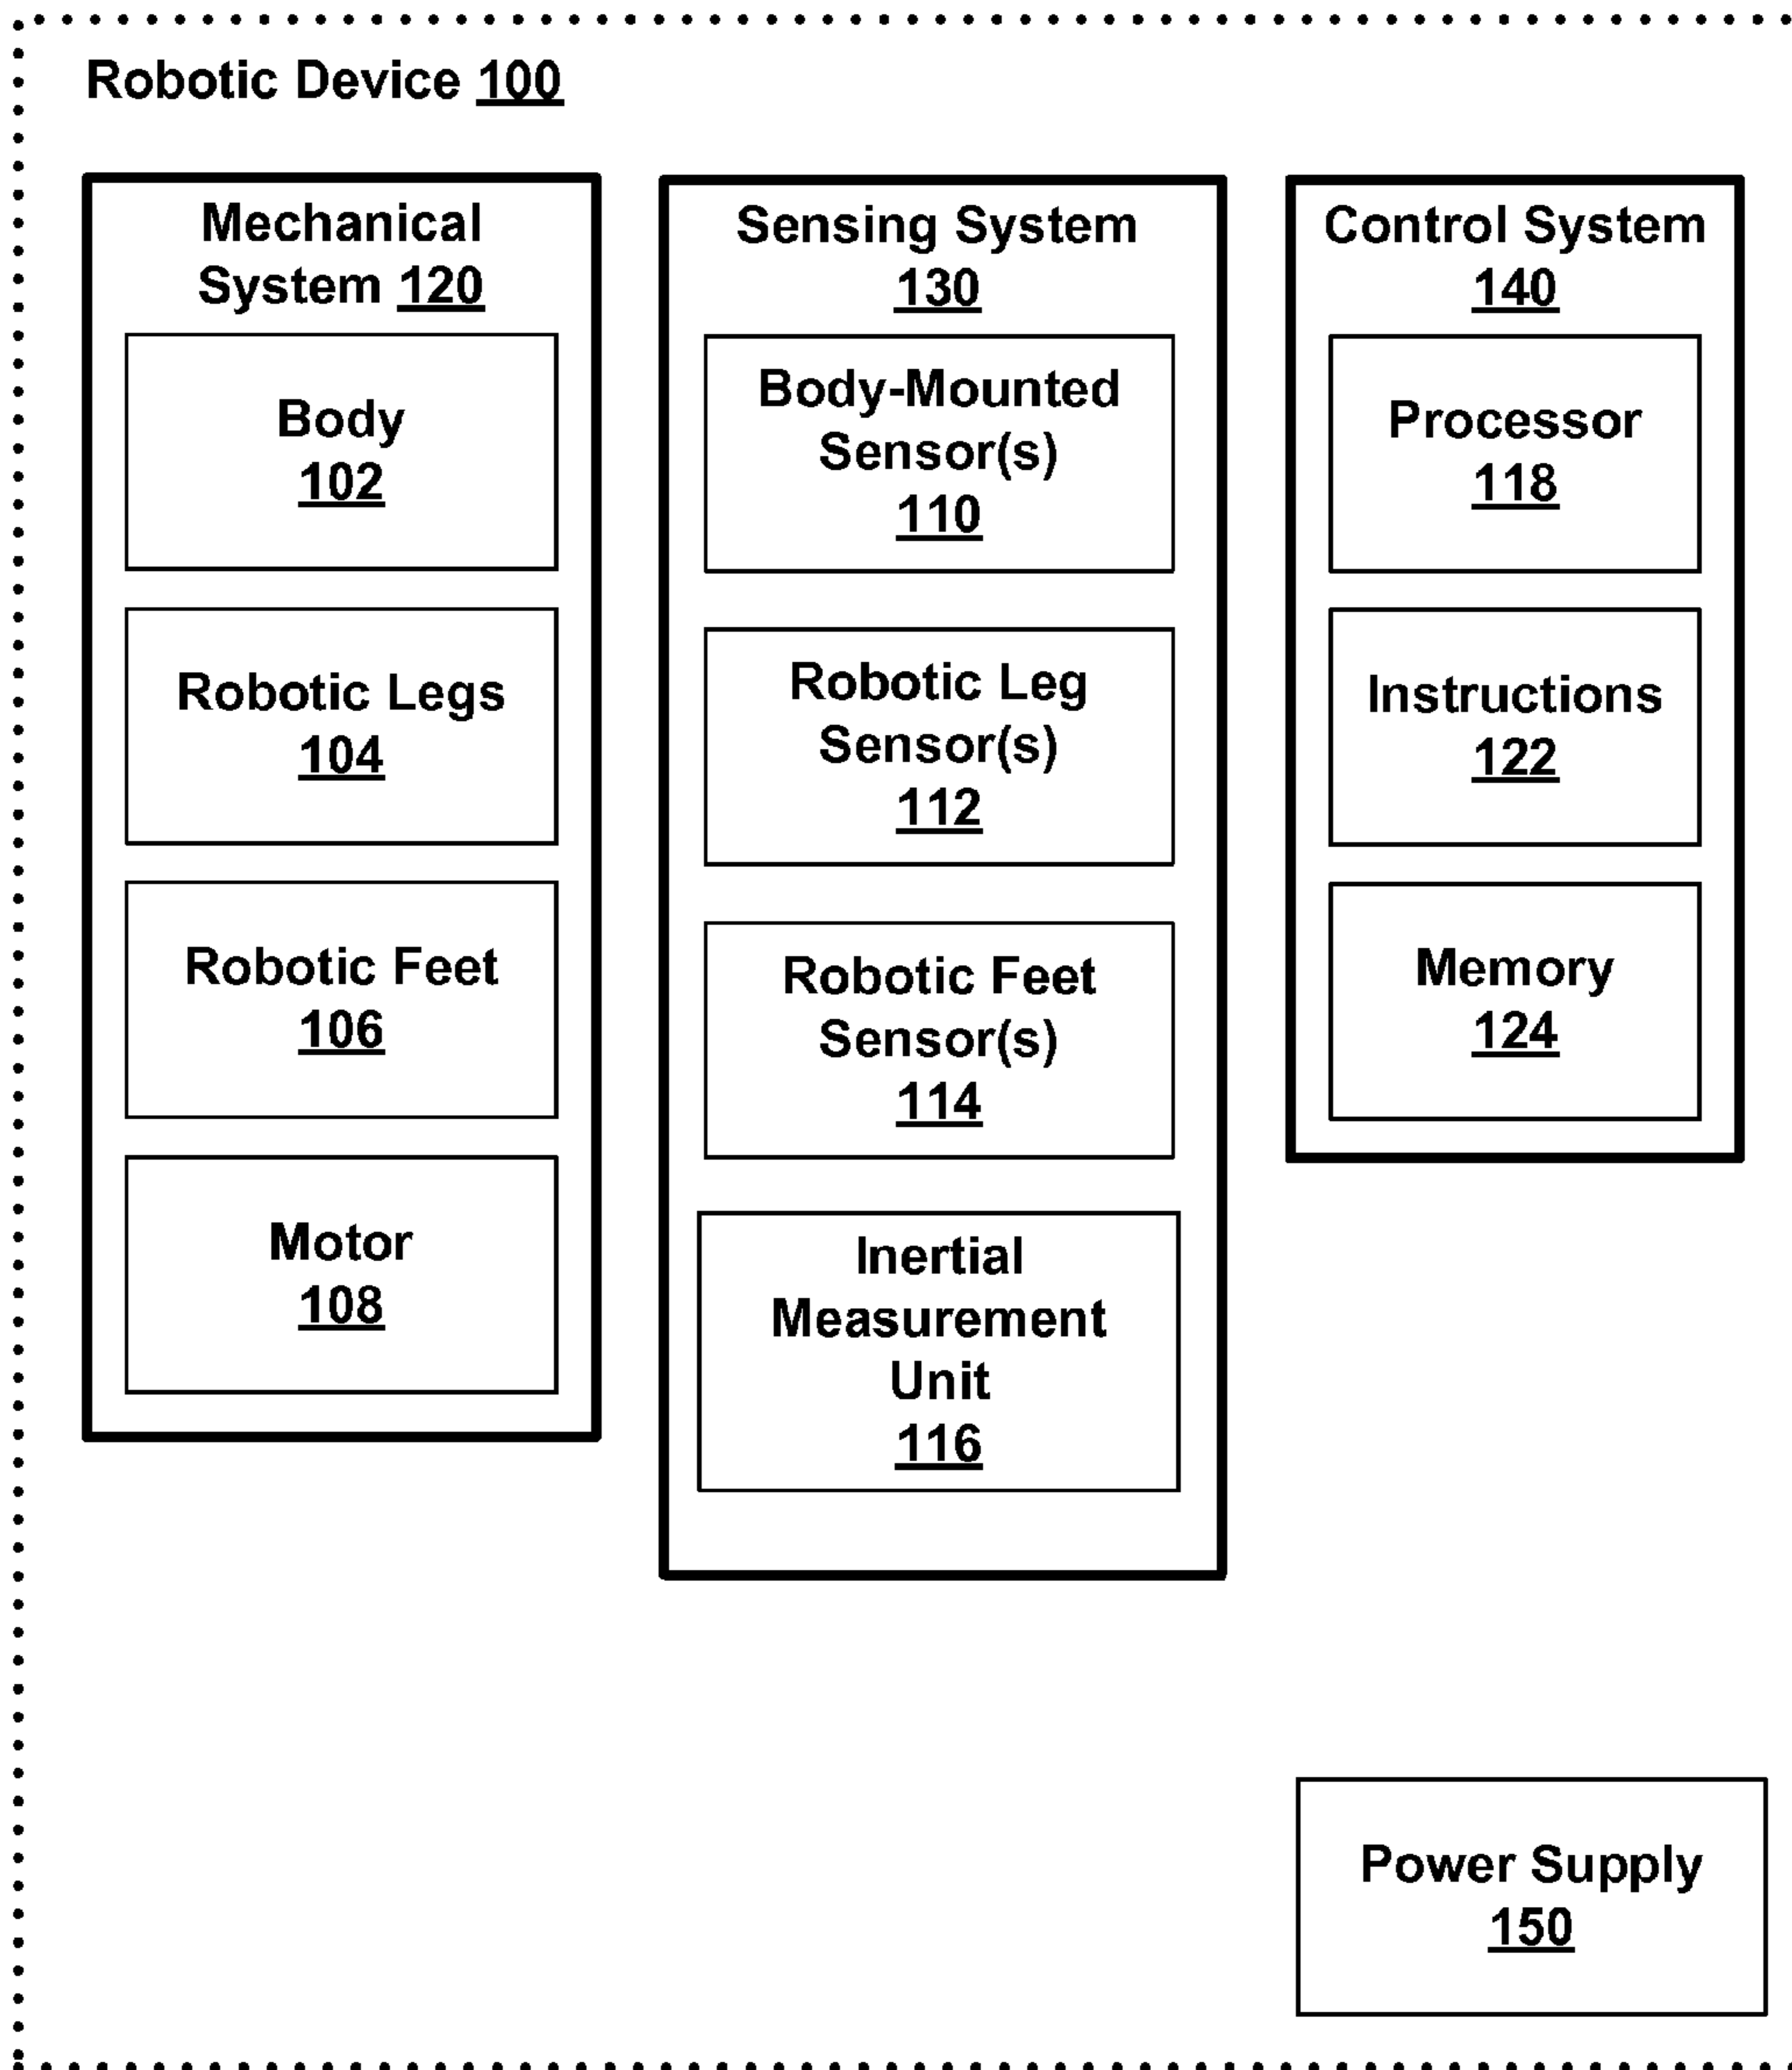 Robotic Device 100
Mechanical
System 120
Body
102
Robotic Legs
104
Robotic Feet
106
Motor
108
Sensing System
130
Body-Mounted
Sensor(s)
110
Robotic Leg
Sensor(s)
112
Robotic Feet
Sensor(s)
114
Inertial
Measurement
Unit
116
Control System
140
Processor
118
Instructions
122
Memory
124
Power Supply
150